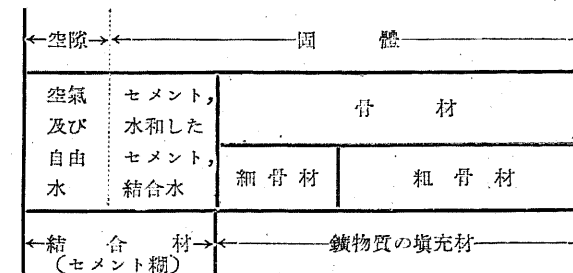 空隙 固體
空氣
及び
自由
水
セメント,
水和した
セメント,
結合水
骨材
細骨材 粗骨材
結合材
(セメント糊)
鑛物質の塡充材